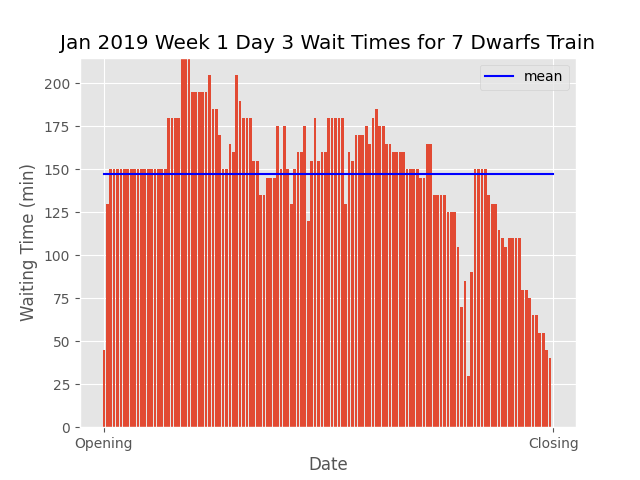 Jan 2019 Week 1 Day 3 Wait Times for 7 Dwarfs Train
mean
200
175
150
125
100
75
50
25
0
Waiting Time (min)
Opening Closing
Date